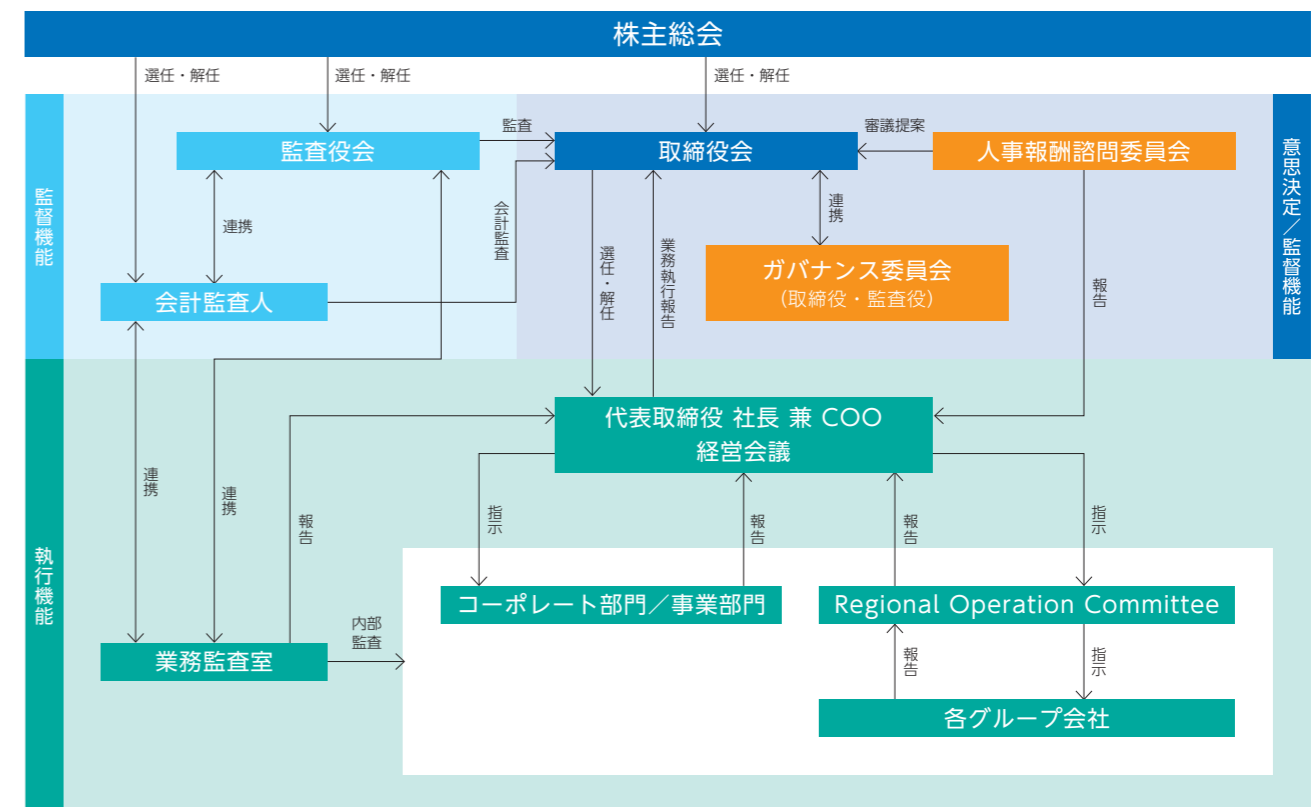 株主総会
選任・解任
選任・解任
選任・解任
監督機能
意思決定／監督機能
監査役会
監査
取締役会
審議提案
人事報酬諮問委員会
連携
会計監査
選任・解任
業務執行報告
連携
ガバナンス委員会
（取締役・監査役）
報告
会計監査人
執行機能
代表取締役 社長 兼 COO
経営会議
連携
連携
報告
指示
報告
報告
指示
コーポレート部門／事業部門
Regional Operation Committee
内部
監査
業務監査室
報告
指示
各グループ会社